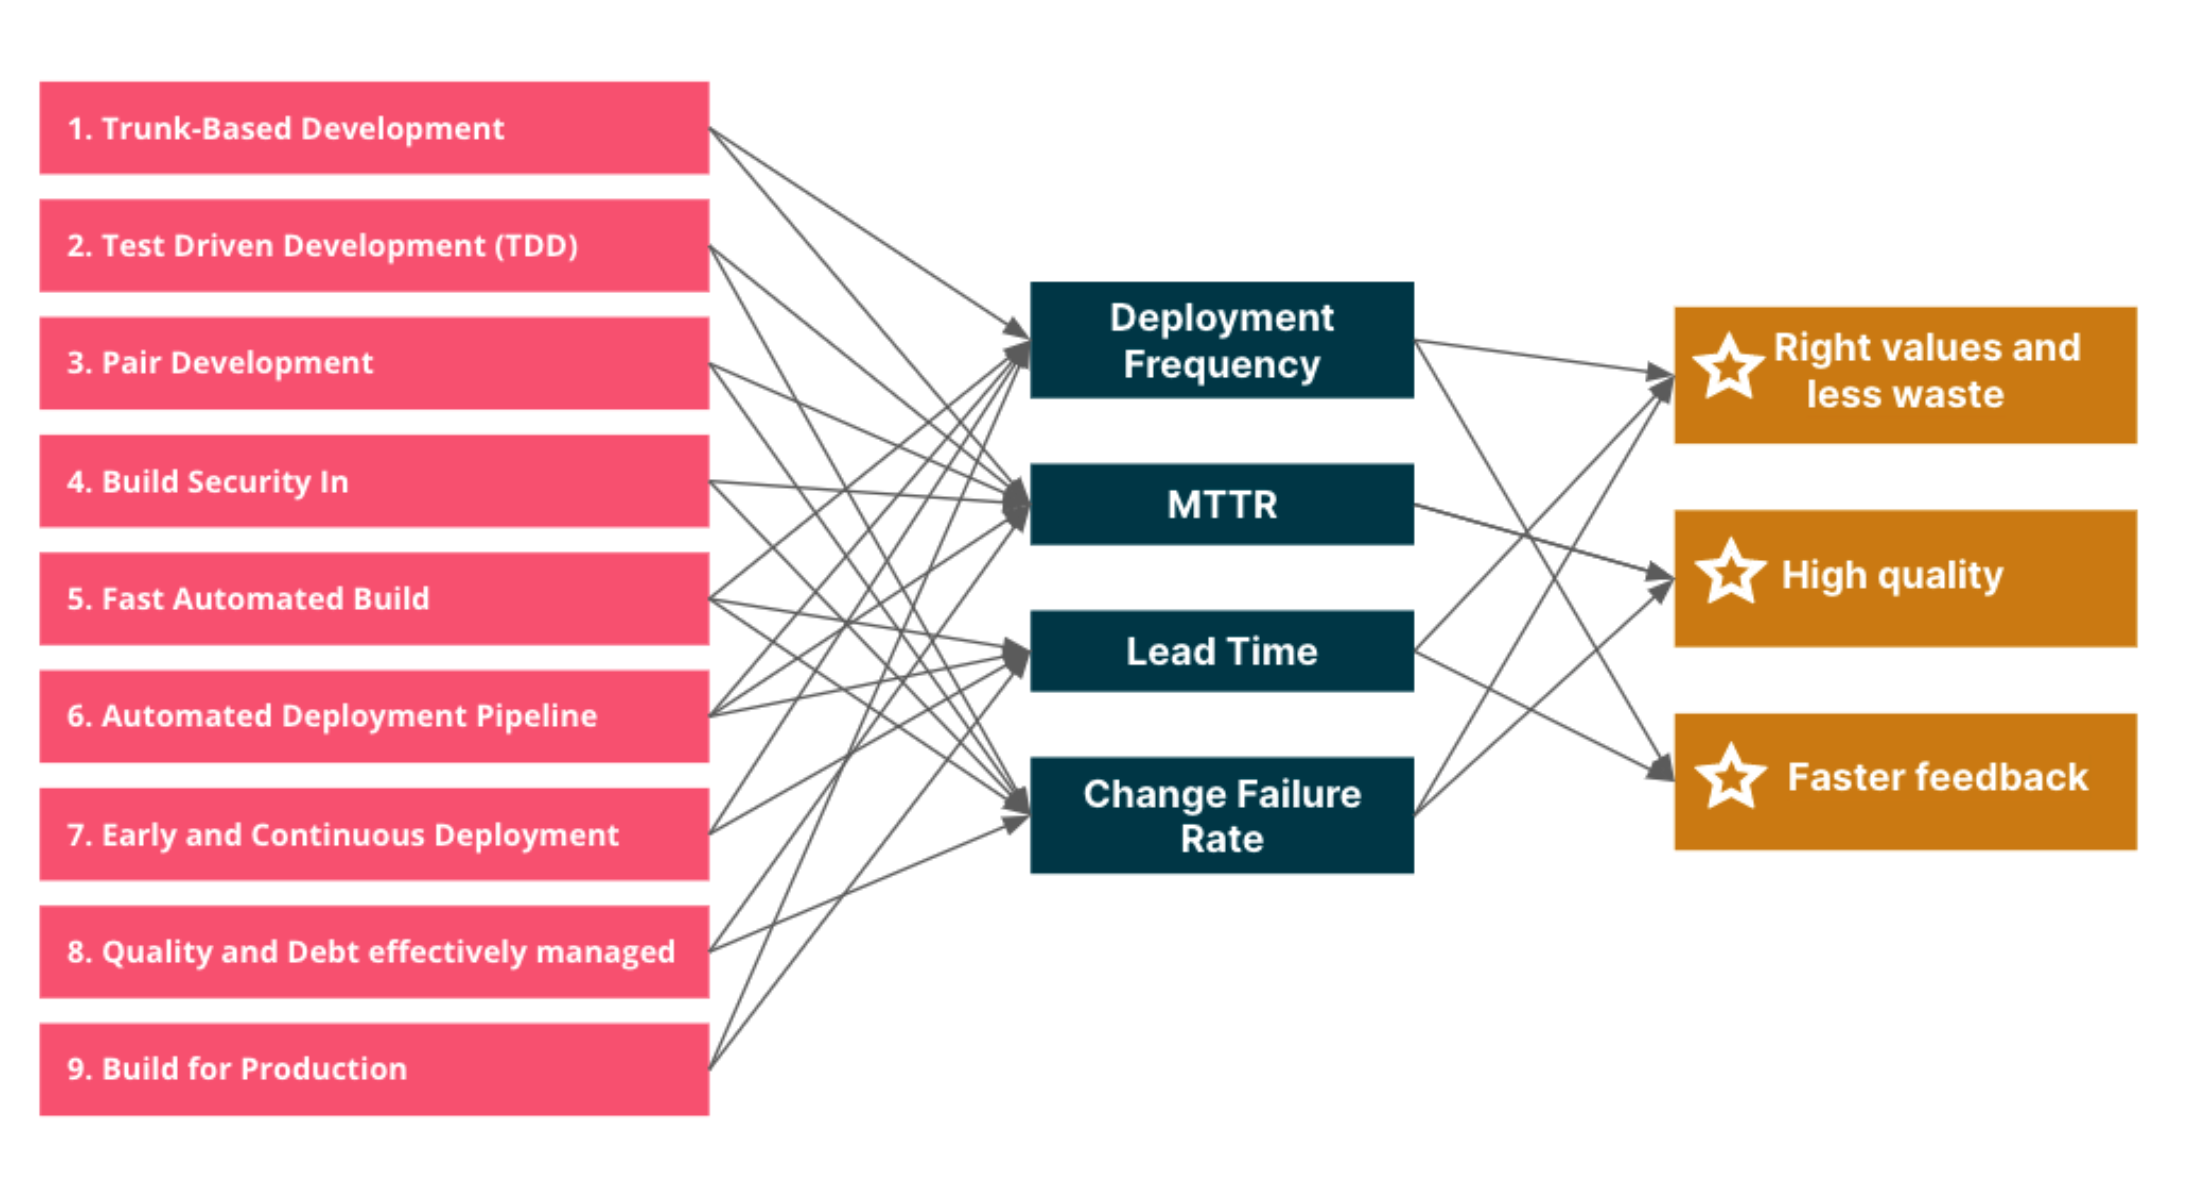 1. Trunk-Based Development
2. Test Driven Development (TDD)
3. Pair Development
4. Build Security In
5. Fast Automated Build
6. Automated Deployment Pipeline
7. Early and Continuous Deployment
8. Quality and Debt effectively managed
9. Build for Production
Deployment
Frequency
MTTR
Lead Time
Change Failure
Rate
Right values and
less waste
High quality
Faster feedback